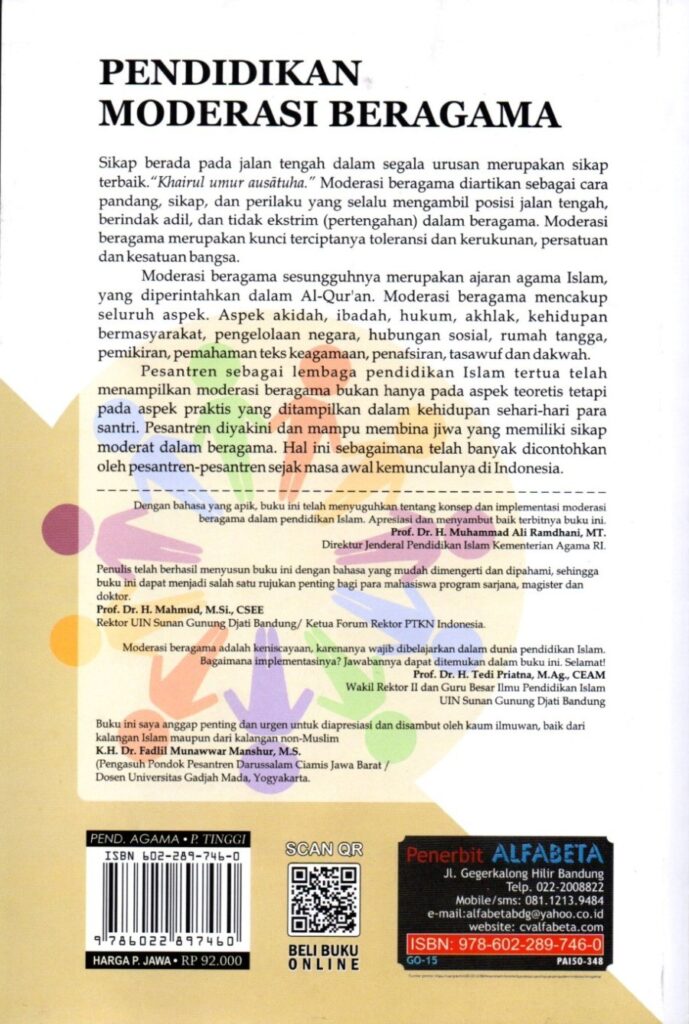 PENDIDIKAN
MODERASI BERAGAMA
Sikap berada pada jalan tengah dalam segala urusan merupakan sikap
terbaik.“Khairul umur ausātuha.” Moderasi beragama diartikan sebagai cara
pandang, sikap, dan perilaku yang selalu mengambil posisi jalan tengah,
berindak adil, dan tidak ekstrim (pertengahan) dalam beragama. Moderasi
beragama merupakan kunci terciptanya toleransi dan kerukunan, persatuan
dan kesatuan bangsa.
Moderasi beragama sesungguhnya merupakan ajaran agama Islam,
yang diperintahkan dalam Al-Qur'an. Moderasi beragama mencakup
seluruh aspek. Aspek akidah, ibadah, hukum, akhlak, kehidupan
bermasyarakat, pengelolaan negara, hubungan sosial, rumah tangga,
pemikiran, pemahaman teks keagamaan, penafsiran, tasawuf dan dakwah.
Pesantren sebagai lembaga pendidikan Islam tertua telah
menampilkan moderasi beragama bukan hanya pada aspek teoretis tetapi
pada aspek praktis yang ditampilkan dalam kehidupan sehari-hari para
santri. Pesantren diyakini dan mampu membina jiwa yang memiliki sikap
moderat dalam beragama. Hal ini sebagaimana telah banyak dicontohkan
oleh pesantren-pesantren sejak masa awal kemunculanya di Indonesia.
Dengan bahasa yang apik, buku ini telah menyuguhkan tentang konsep dan implementasi moderasi
beragama dalam pendidikan Islam. Apresiasi dan menyambut baik terbitnya buku ini.
Prof. Dr. H. Muhammad Ali Ramdhani, MT.
Direktur Jenderal Pendidikan Islam Kementerian Agama RI.
Penulis telah berhasil menyusun buku ini dengan bahasa yang mudah dimengerti dan dipahami, sehingga
buku ini dapat menjadi salah satu rujukan penting bagi para mahasiswa program sarjana, magister dan
doktor.
Prof. Dr. H. Mahmud, M.Si., CSEE
Rektor UIN Sunan Gunung Djati Bandung/ Ketua Forum Rektor PTKN Indonesia.
Moderasi beragama adalah keniscayaan, karenanya wajib dibelajarkan dalam dunia pendidikan Islam.
Bagaimana implementasinya? Jawabannya dapat ditemukan dalam buku ini. Selamat!
Prof. Dr. H. Tedi Priatna, M.Ag., CEAM
Wakil Rektor II dan Guru Besar Ilmu Pendidikan Islam
UIN Sunan Gunung Djati Bandung
Buku ini saya anggap penting dan urgen untuk diapresiasi dan disambut oleh kaum ilmuwan, baik dari
kalangan Islam maupun dari kalangan non-Muslim
K.H. Dr. Fadlil Munawwar Manshur, M.S.
(Pengasuh Pondok Pesantren Darussalam Ciamis Jawa Barat /
Dosen Universitas Gadjah Mada, Yogyakarta.
PEND. AGAMA • P. TINGGI
ISBN 602-289-746-0
9 786022 897460
HARGA P. JAWA • RP 92.000
SCAN QR
BELI BUKU
ONLINE
Penerbit ALFABETA
Jl. Gegerkalong Hilir Bandung
Telp. 022-2008822
Mobile/sms: 081.1213.9484
e-mail:alfabetabdg@yahoo.co.id
website: cvalfabeta.com
ISBN: 978-602-289-746-0
GO-15 PAI50-348